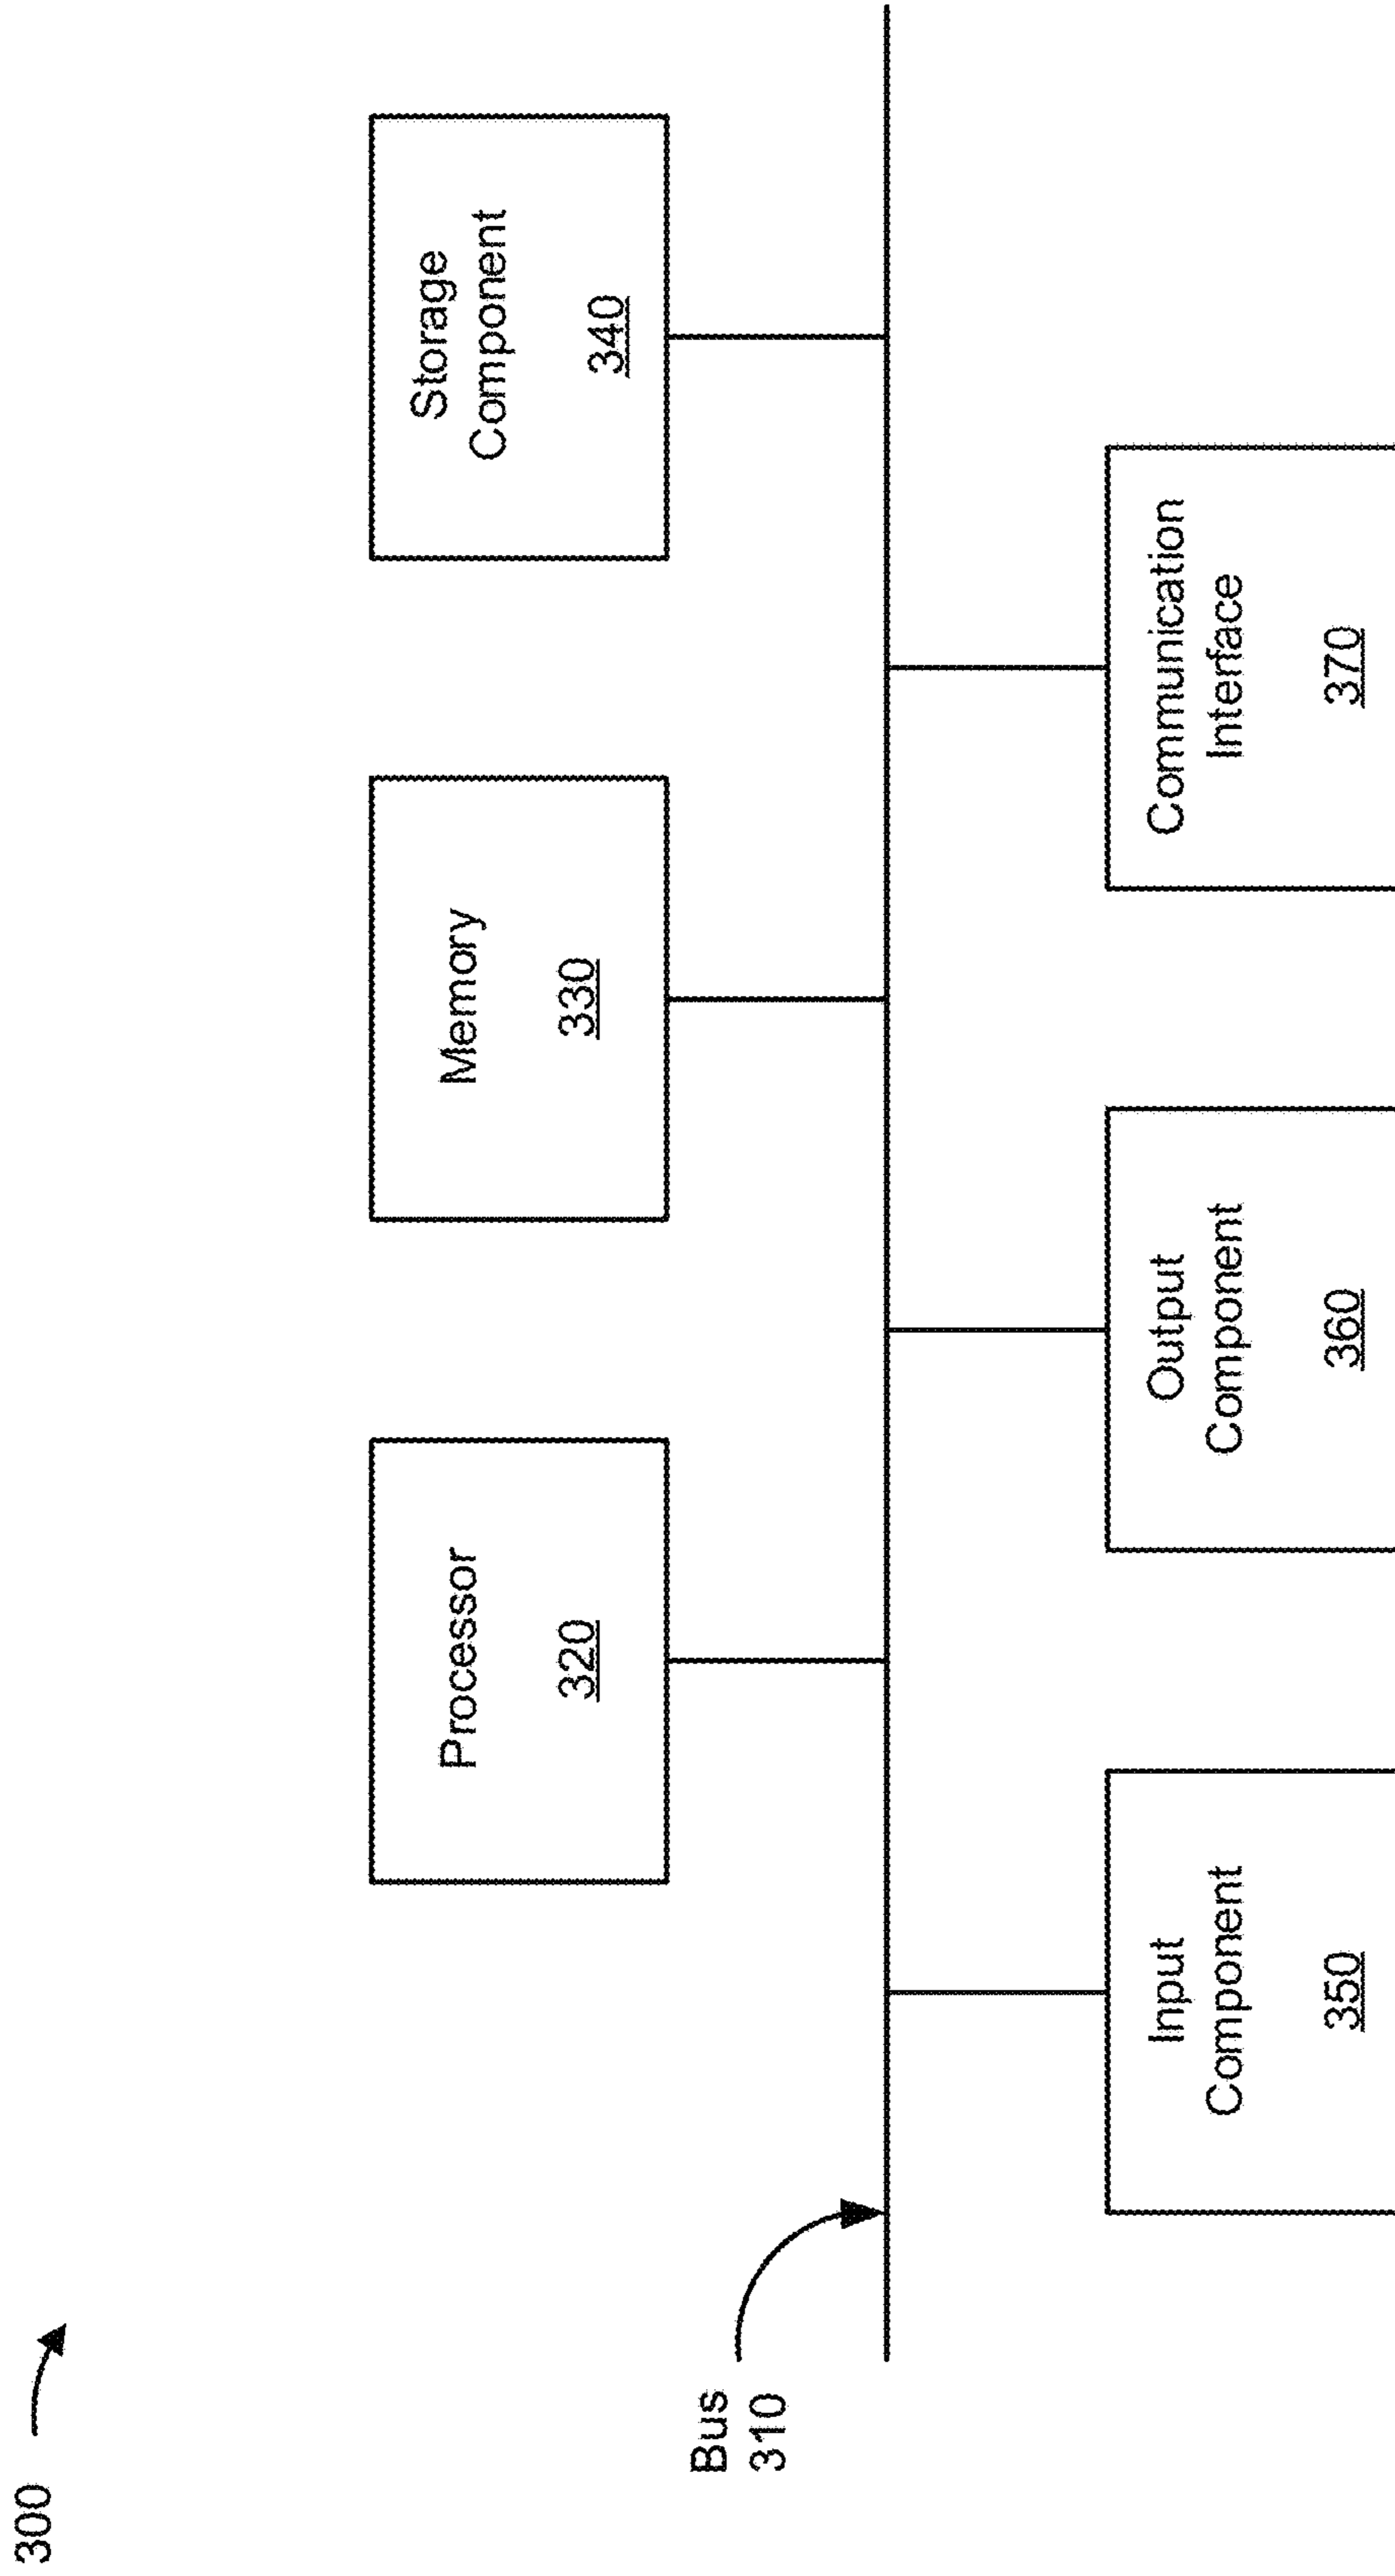 300
Bus
310
Processor
320
Memory
330
Storage
Component
340
Input
Component
350
Output
Component
360
Communication
Interface
370